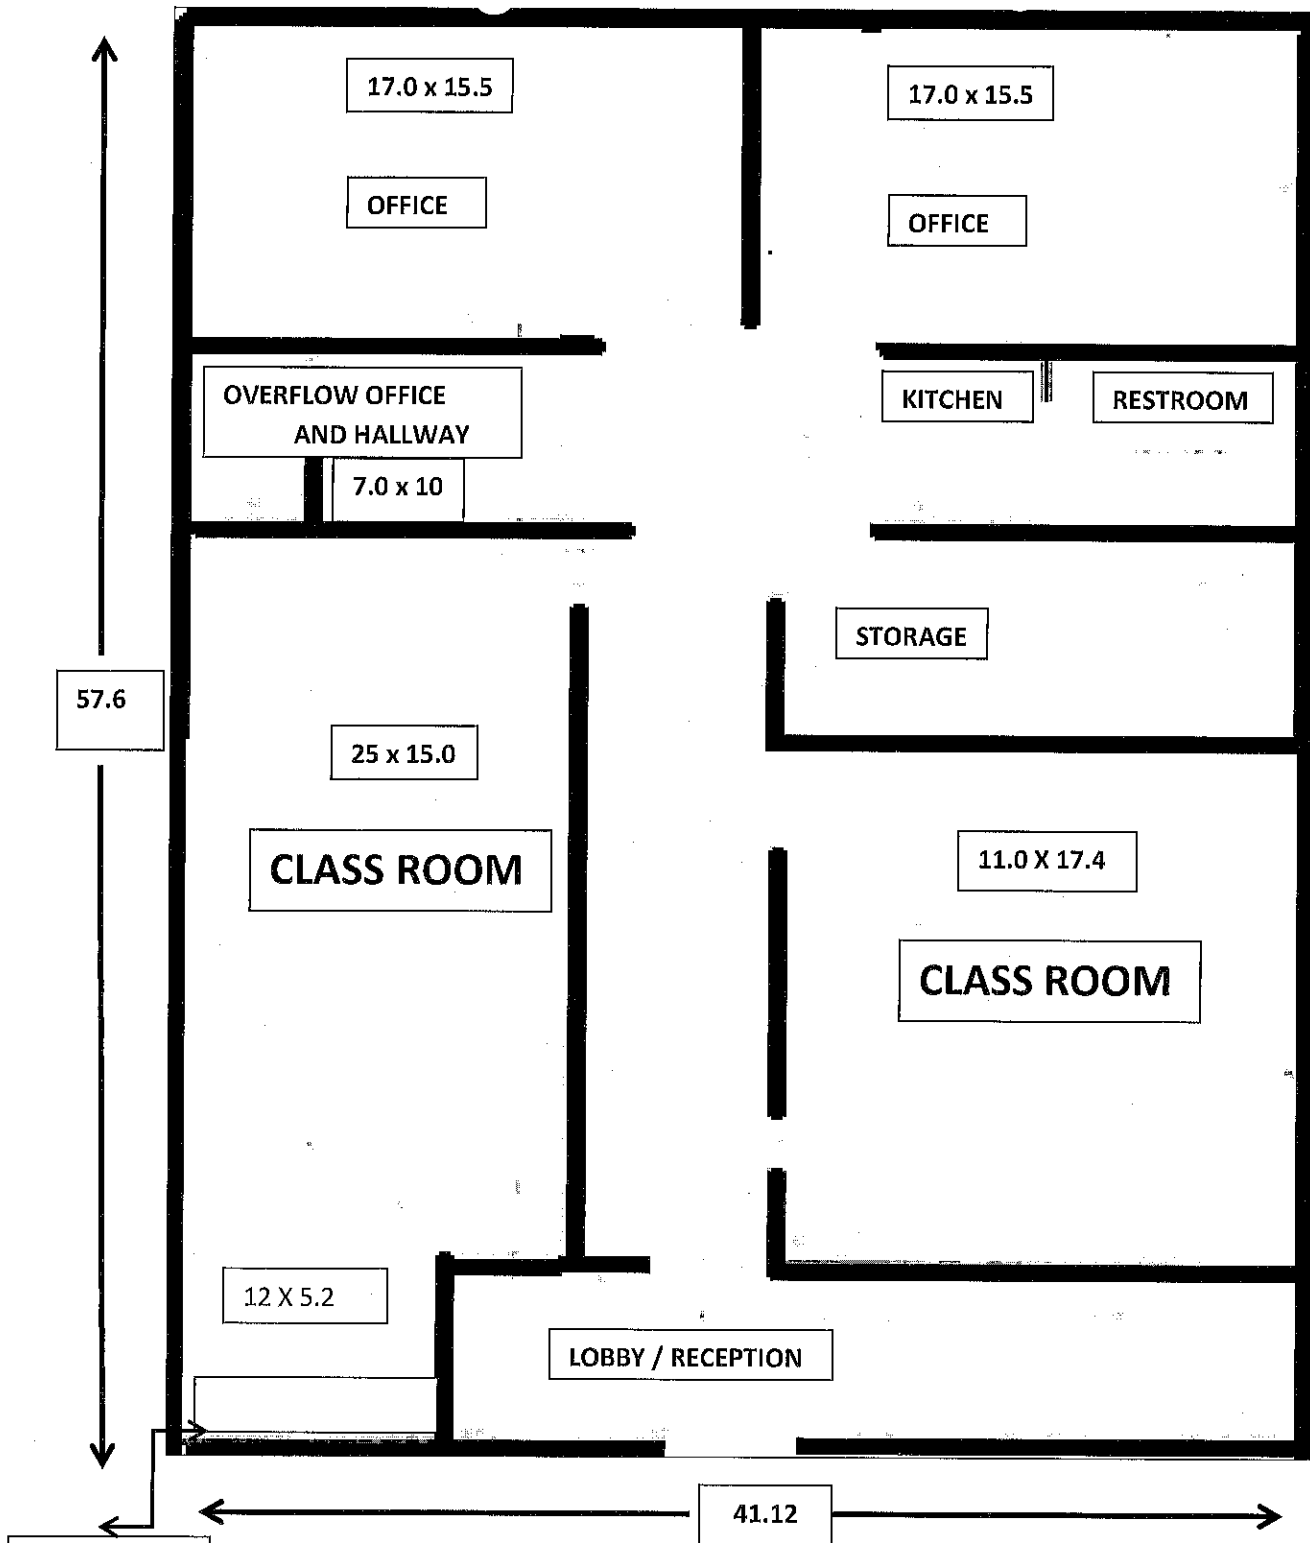 17.0 x 15.5
17.0 x 15.5
OFFICE
OFFICE
OVERFLOW OFFICE
AND HALLWAY
KITCHEN
RESTROOM
7.0 x 10
STORAGE
57.6
25 x 15.0
CLASS ROOM
11.0 X 17.4
CLASS ROOM
12 X 5.2
LOBBY / RECEPTION
41.12